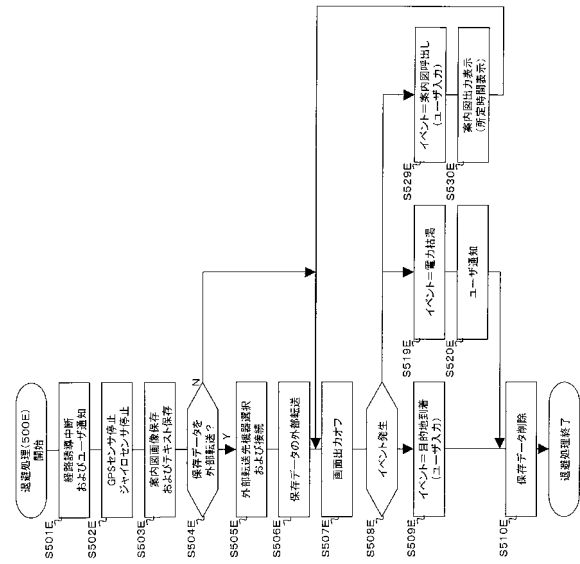 退避処理(500E)
開始
S501E
経路誘導中断
およびユーザ通知
S502E
GPSセンサ停止
ジャイロセンサ停止
S503E
案内図画像保存
およびテキスト保存
S504E
保存データを
外部転送?
N
Y
S505E
外部転送先機器選択
および接続
S506E
保存データの外部転送
S507E
画面出力オフ
S508E
イベント発生
S509E
イベント=目的地到着
(ユーザ入力)
S519E
イベント=電力枯渇
S520E
ユーザ通知
S529E
イベント=案内図呼出し
(ユーザ入力)
S530E
案内図出力表示
(所定時間表示)
S510E
保存データ削除
退避処理終了